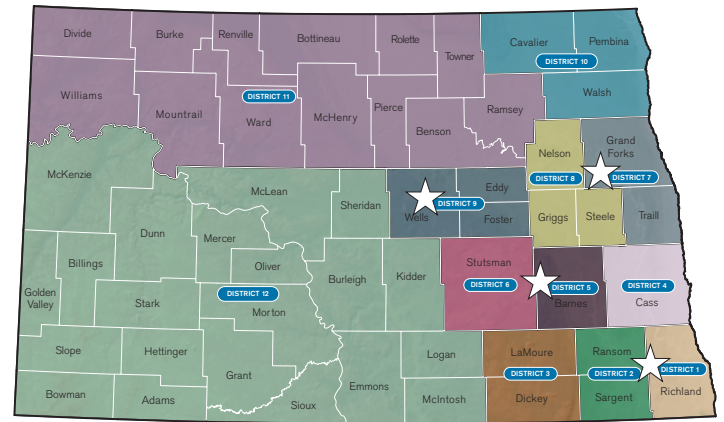 Divide
Burke
Renville
Bottineau
Rolette
Towner
Cavalier
Pembina
DISTRICT 10
Williams
Mountrail
DISTRICT 11
Ward
McHenry
Pierce
Benson
Ramsey
Walsh
Nelson
Grand
Forks
McKenzie
McLean
Sheridan
Wells
DISTRICT 9
Eddy
Foster
DISTRICT 8
DISTRICT 7
Griggs
Steele
Traill
Dunn
Mercer
Oliver
Billings
Golden
Valley
Stark
DISTRICT 12
Morton
Burleigh
Kidder
Stutsman
DISTRICT 6
DISTRICT 5
Barnes
DISTRICT 4
Cass
Slope
Hettinger
Grant
Bowman
Adams
Sioux
Emmons
Logan
McIntosh
LaMoure
DISTRICT 3
Dickey
Ransom
DISTRICT 2
Sargent
DISTRICT 1
Richland